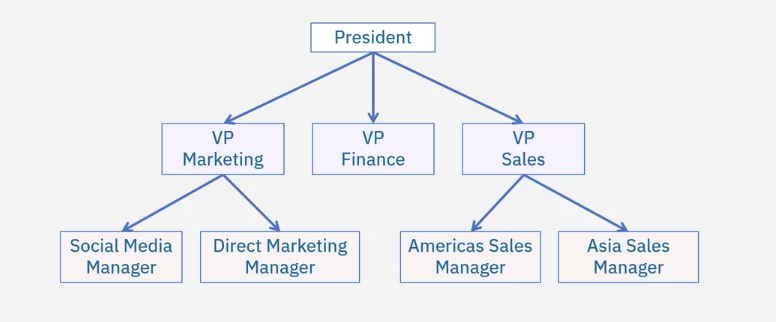 President
VP
Marketing
VP
Finance
VP
Sales
Social Media
Manager
Direct Marketing
Manager
Americas Sales
Manager
Asia Sales
Manager